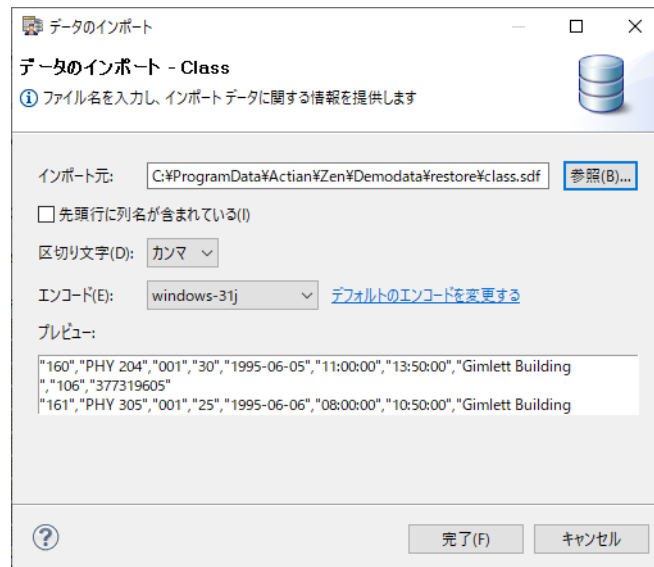 データのインポート
データのインポート - Class
ファイル名を入力し、インポート データに関する情報を提供します
インポート元: C:¥ProgramData¥Actian¥Zen¥Demodata¥restore¥class.sdf 参照(B)...
先頭行に列名が含まれている(I)
区切り文字(D): カンマ
エンコード(E): windows-31j デフォルトのエンコードを変更する
プレビュー:
"160","PHY 204","001","30","1995-06-05","11:00:00","13:50:00","Gimlett Building
","106","377319605"
"161","PHY 305","001","25","1995-06-06","08:00:00","10:50:00","Gimlett Building
完了(F) キャンセル